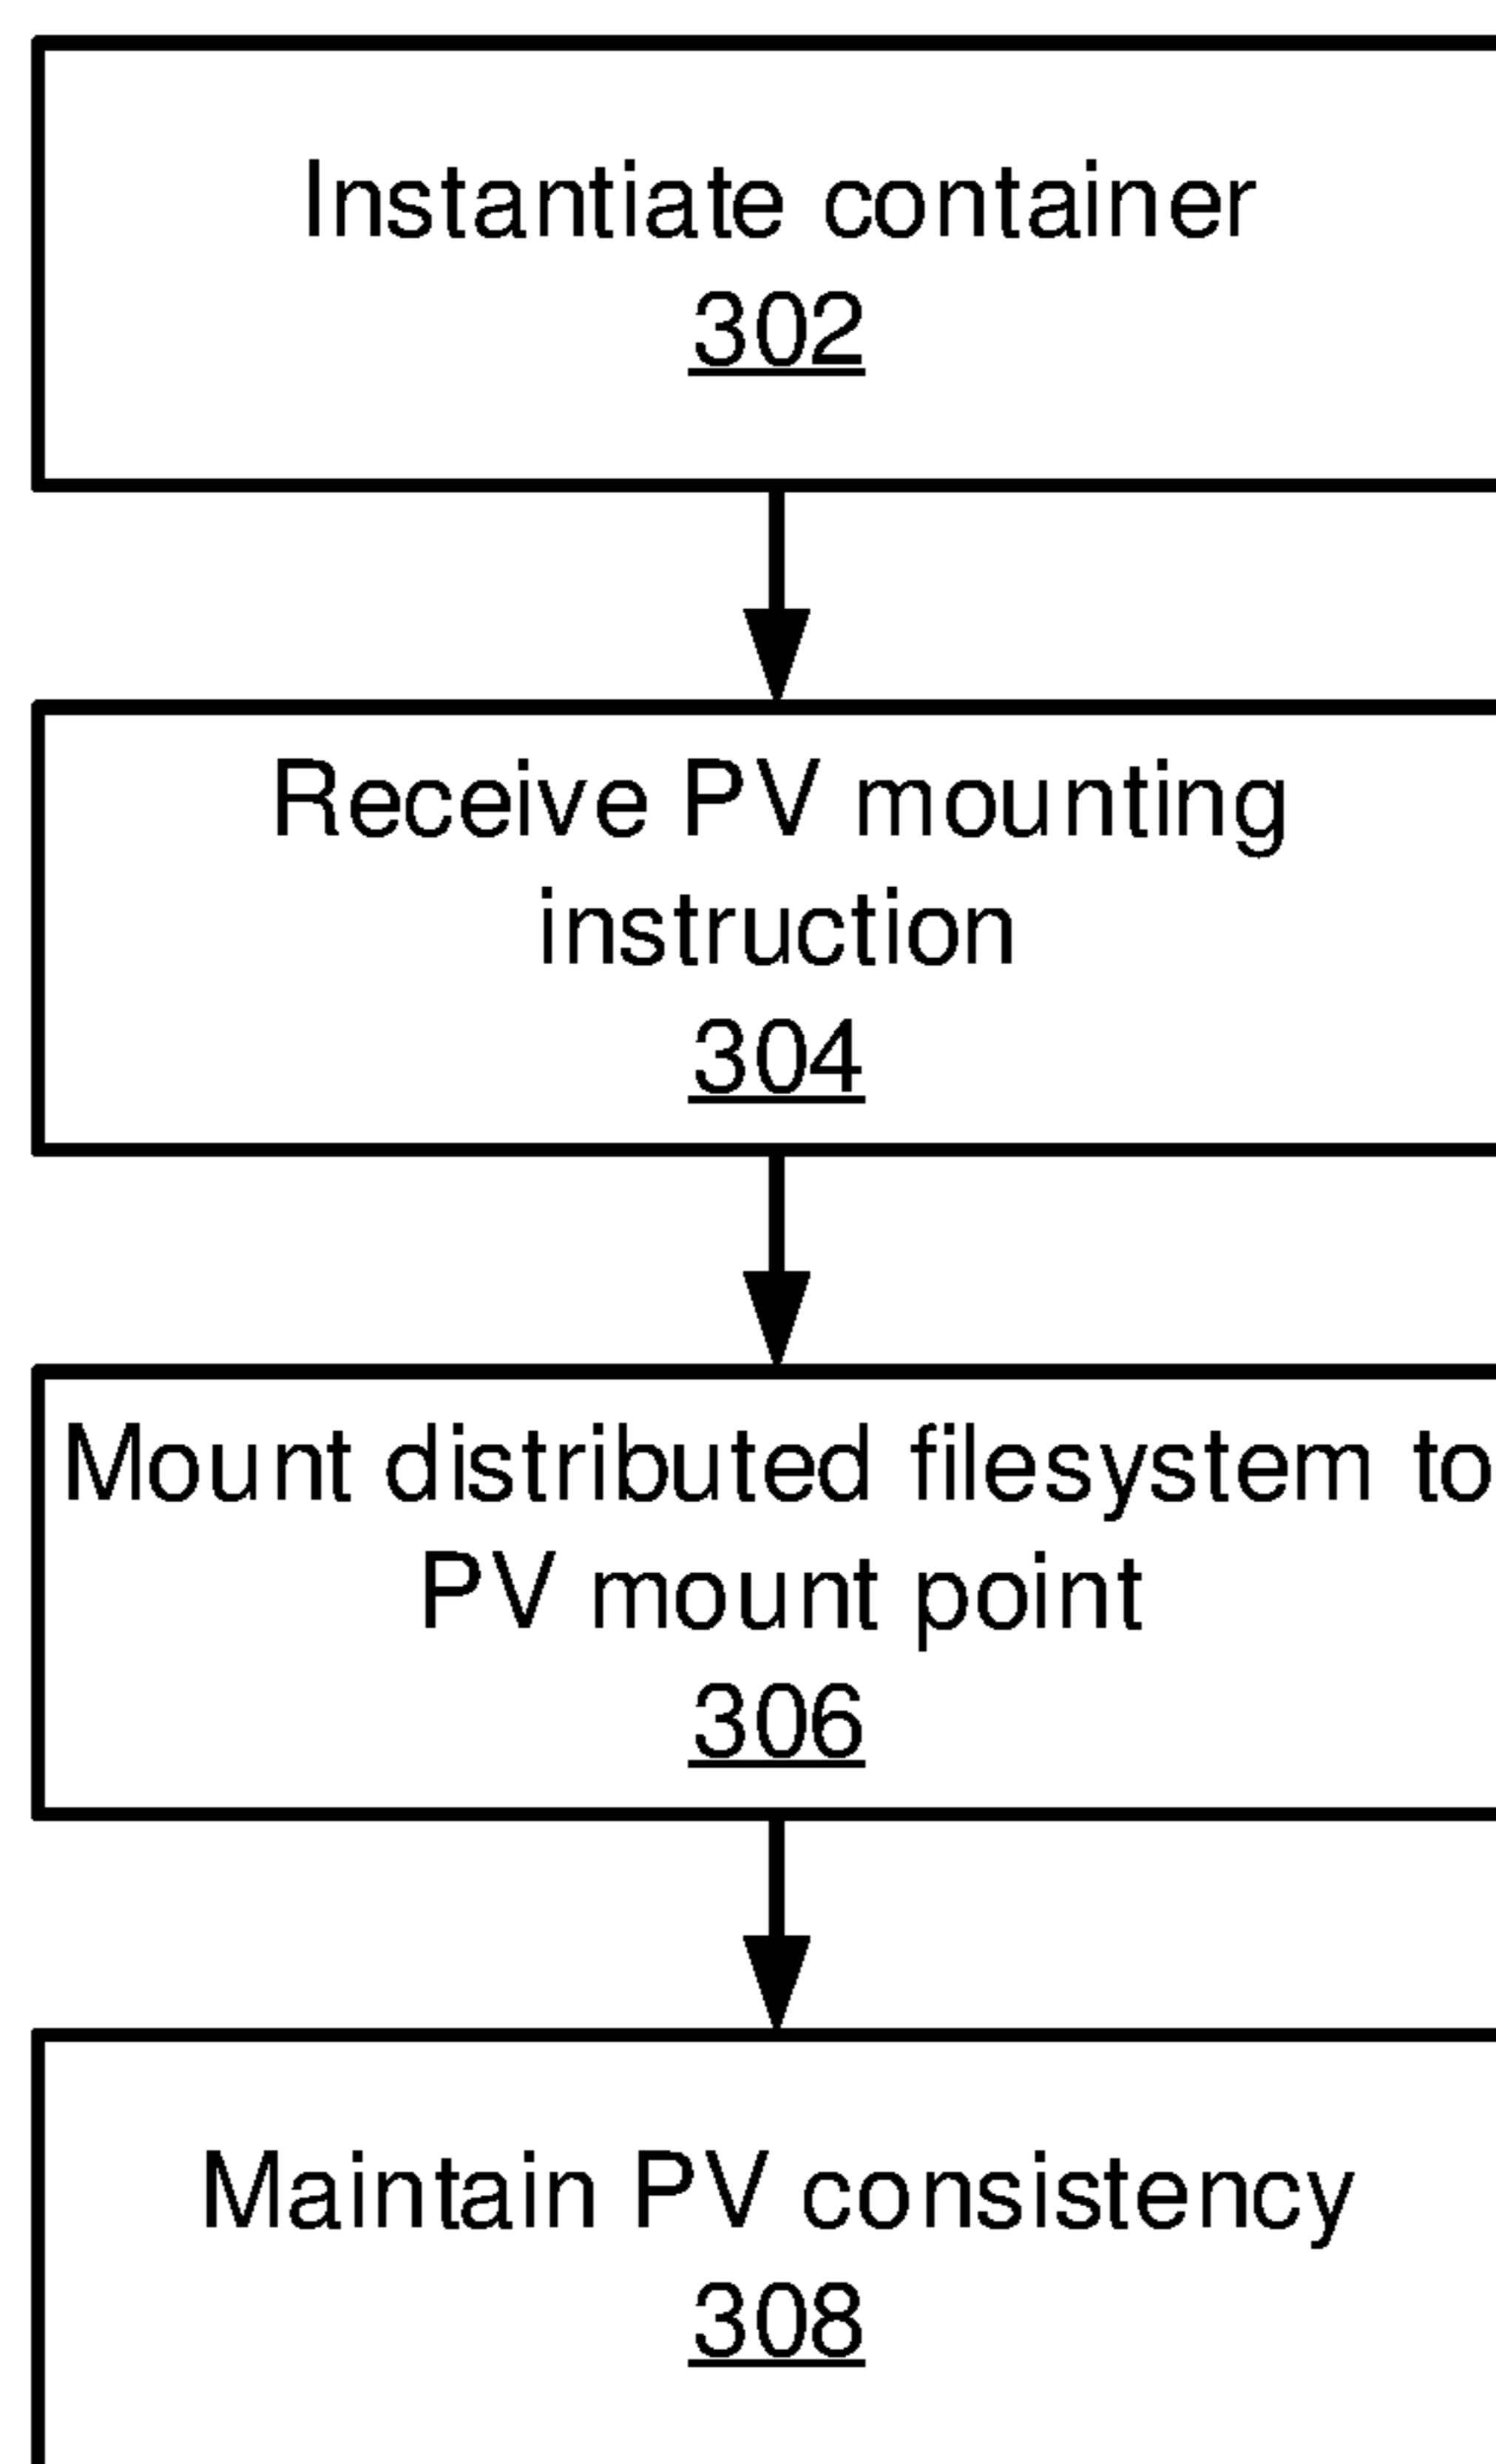 Instantiate container
302
Receive PV mounting
instruction
304
Mount distributed filesystem to
PV mount point
306
Maintain PV consistency
308